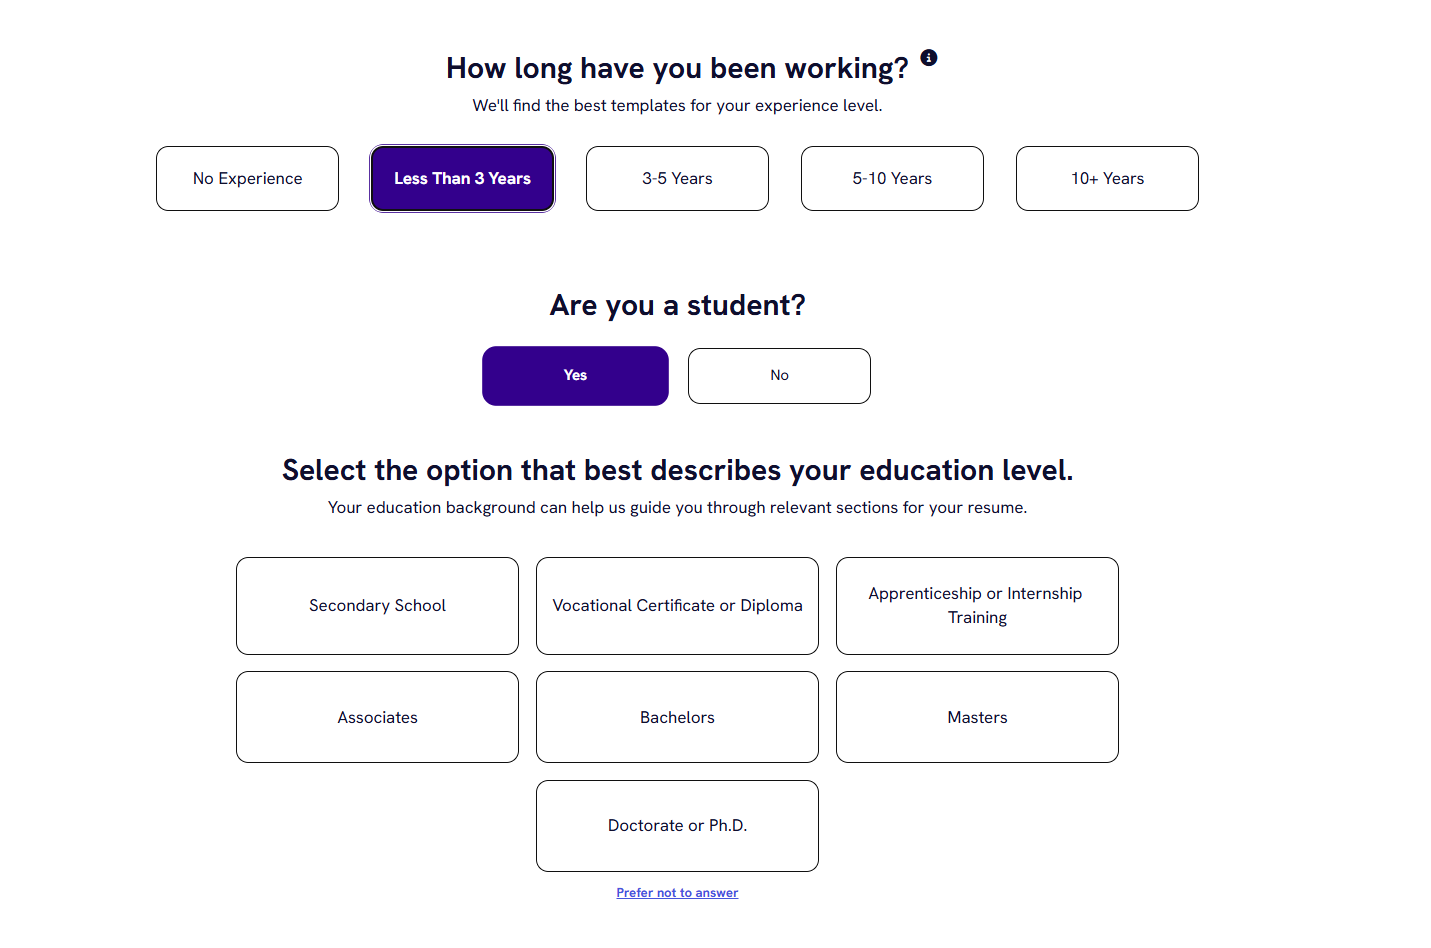 How long have you been working?
We'll find the best templates for your experience level.
No Experience
Less Than 3 Years
3-5 Years
5-10 Years
10+ Years
Are you a student?
Yes
No
Select the option that best describes your education level.
Your education background can help us guide you through relevant sections for your resume.
Secondary School
Vocational Certificate or Diploma
Apprenticeship or Internship
Training
Associates
Bachelors
Masters
Doctorate or Ph.D.
Prefer not to answer